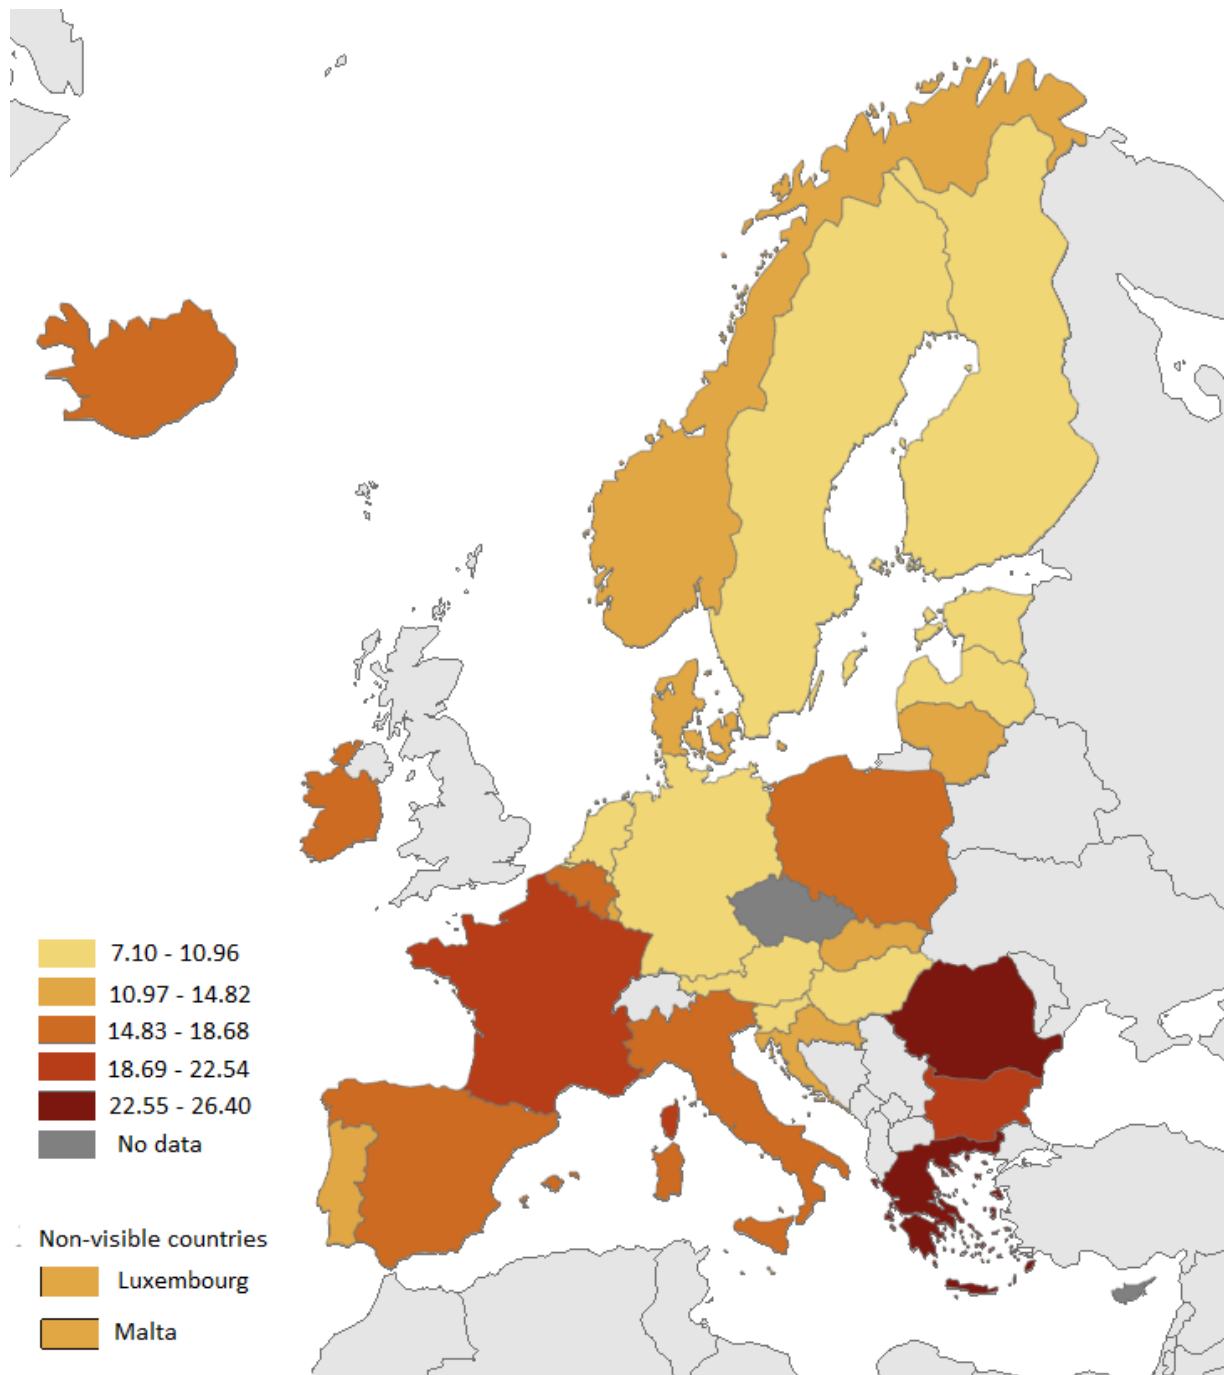 7.10 - 10.96
10.97 - 14.82
14.83 - 18.68
18.69 - 22.54
22.55 - 26.40
No data
Non-visible countries
Luxembourg
Malta